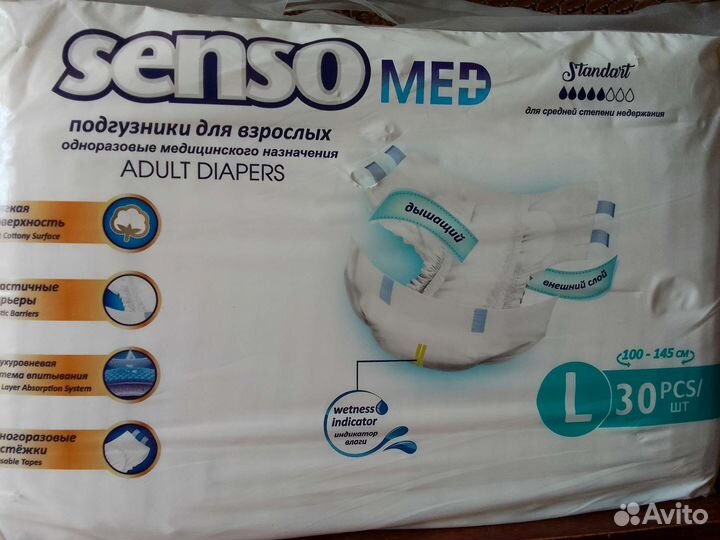 senso MED
Standart
для средней степени недержания
подгузники для взрослых
одноразовые медицинского назначения
ADULT DIAPERS
гкая
оверхность
t Cottony Surface
дышащий
внешний слой
астичные
рьеры
tic Barriers
ухуровневая
тема впитывания
Layer Absorption System
ногоразовые
стёжки
sable Tapes
wetness
indicator
индикатор
влаги
100 - 145 см
L 30 PCS/
ШТ
Avito